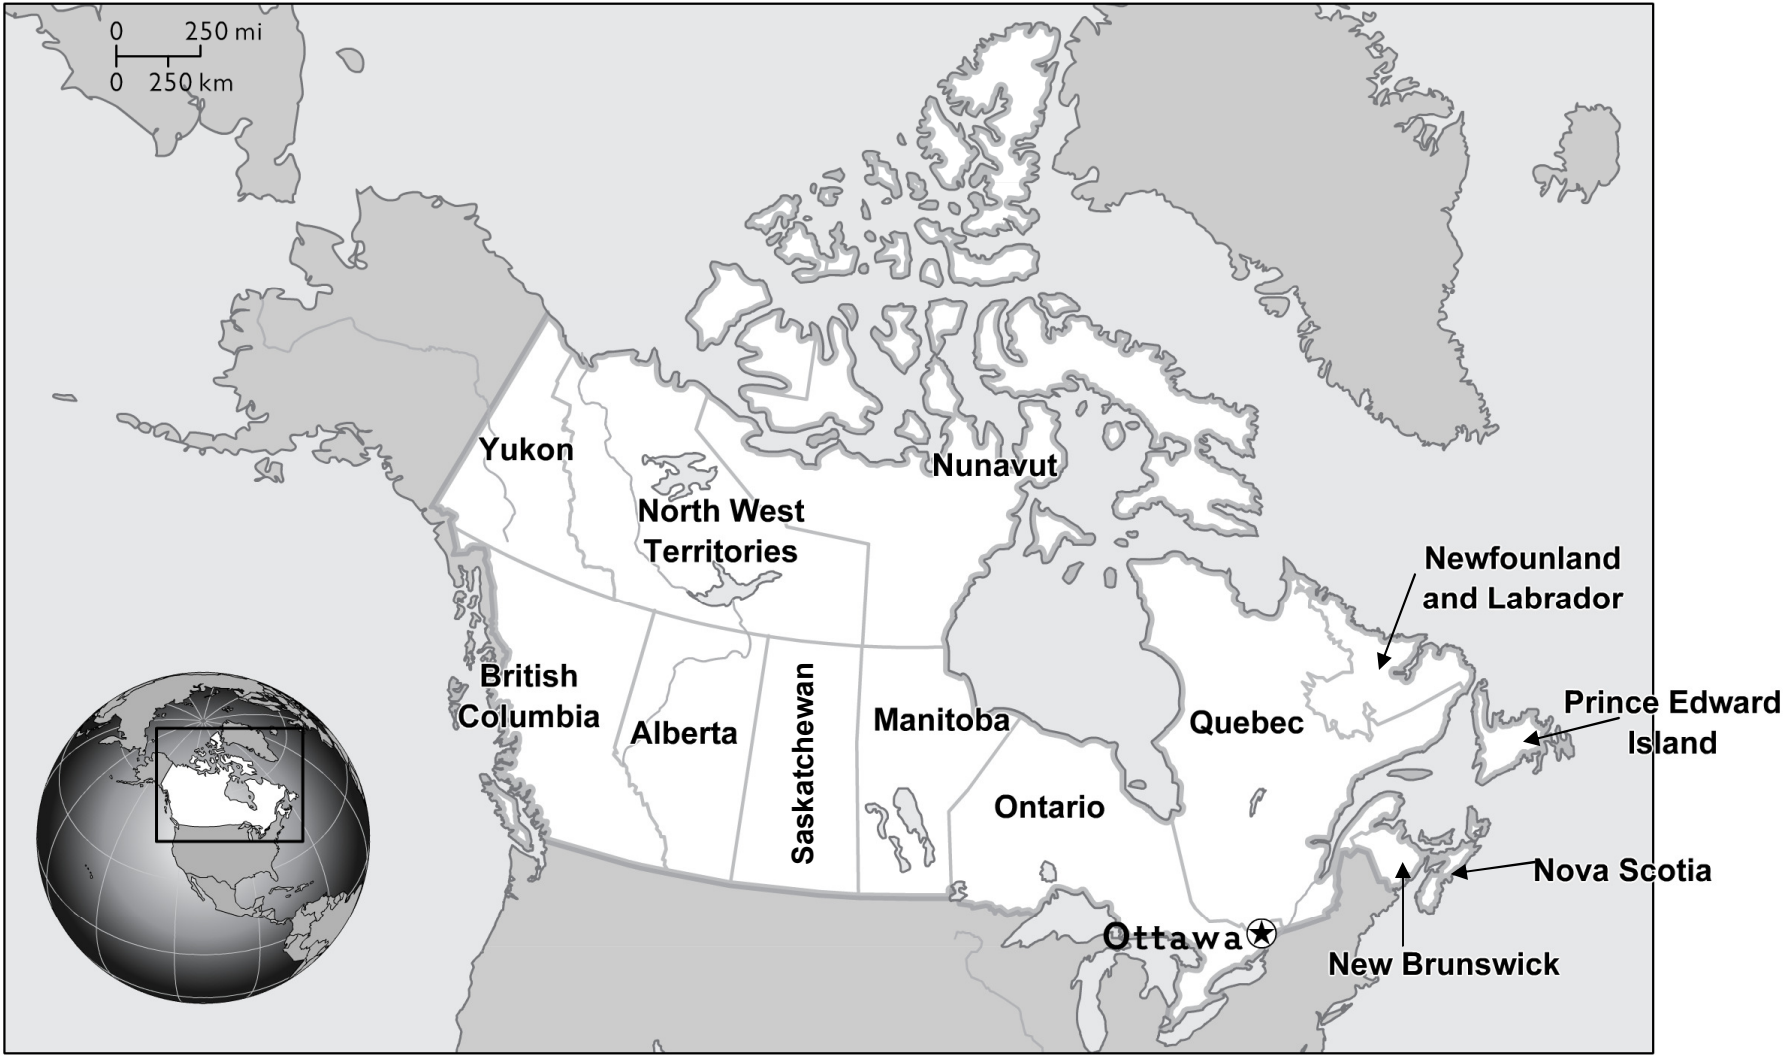 0 250 mi
0 250 km
Yukon
Nunavut
North West
Territories
Newfounland
and Labrador
British
Columbia
Alberta
Saskatchewan
Manitoba
Quebec
Prince Edward
Island
Ontario
Nova Scotia
Ottawa
New Brunswick